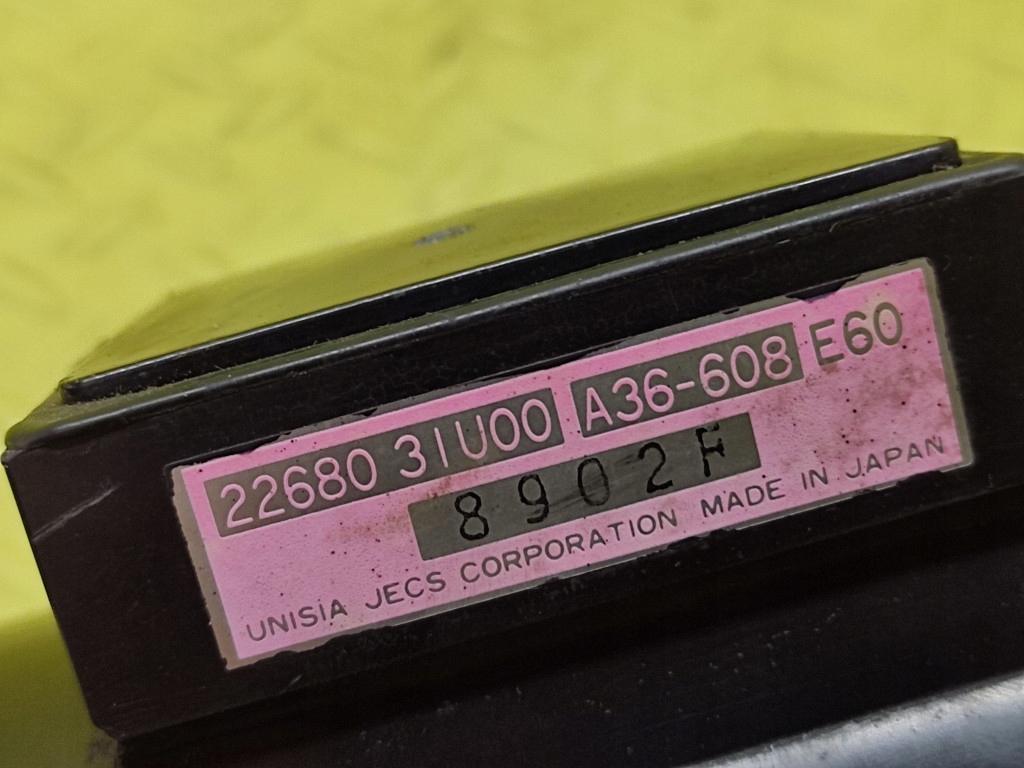 22680 31U00 A36-608 E60
8902F
UNISIA JECS CORPORATION MADE IN JAPAN